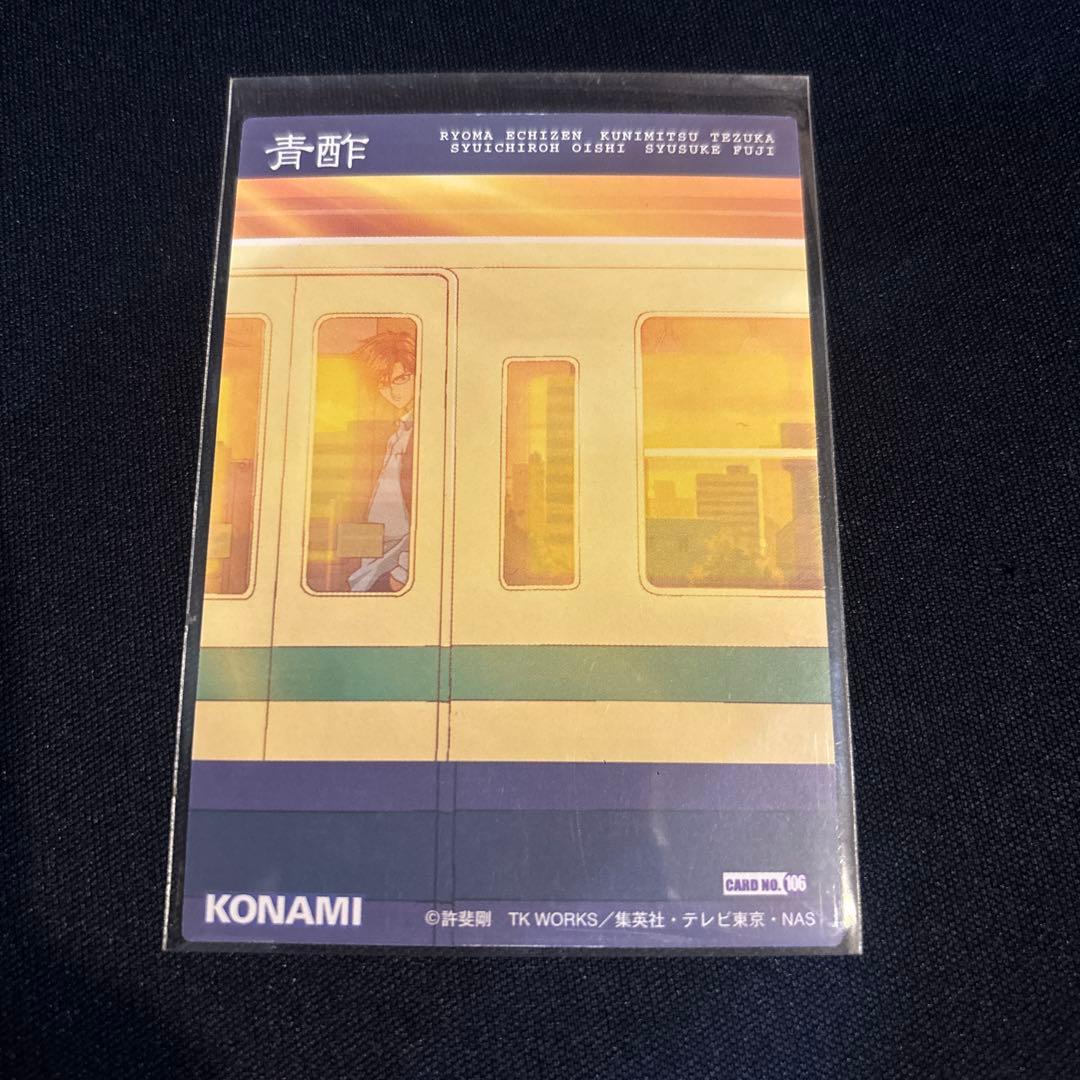 青酢
RYOMA ECHIZEN KUNIMITSU TEZUKA
SYUICHIROH OISHI SYUSUKE FUJI
CARD NO. 106
KONAMI
©許斐剛 TK WORKS／集英社・テレビ東京・NAS